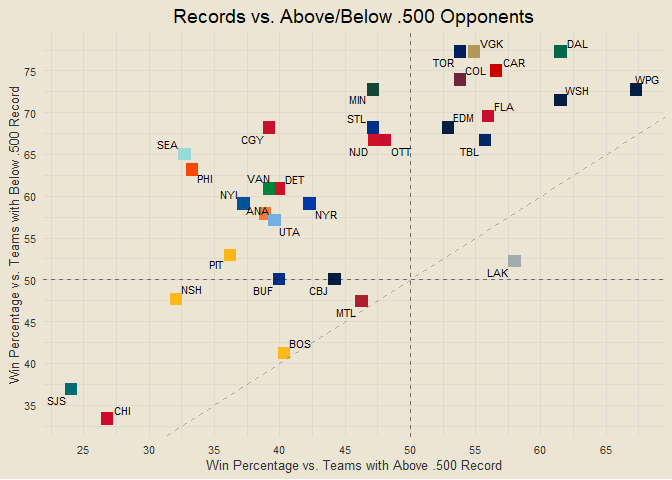 Records vs. Above/Below .500 Opponents
VGK
DAL
TOR
COL
CAR
WPG
MIN
WSH
FLA
STL
EDM
CGY
NJD
OTT
TBL
SEA
PHI
VAN
DET
NYI
ANA
NYR
UTA
PIT
LAK
NSH
BUF
CBJ
MTL
BOS
SJS
CHI
Win Percentage vs. Teams with Below .500 Record
75
70
65
60
55
50
45
40
35
25
30
35
40
45
50
55
60
65
Win Percentage vs. Teams with Above .500 Record